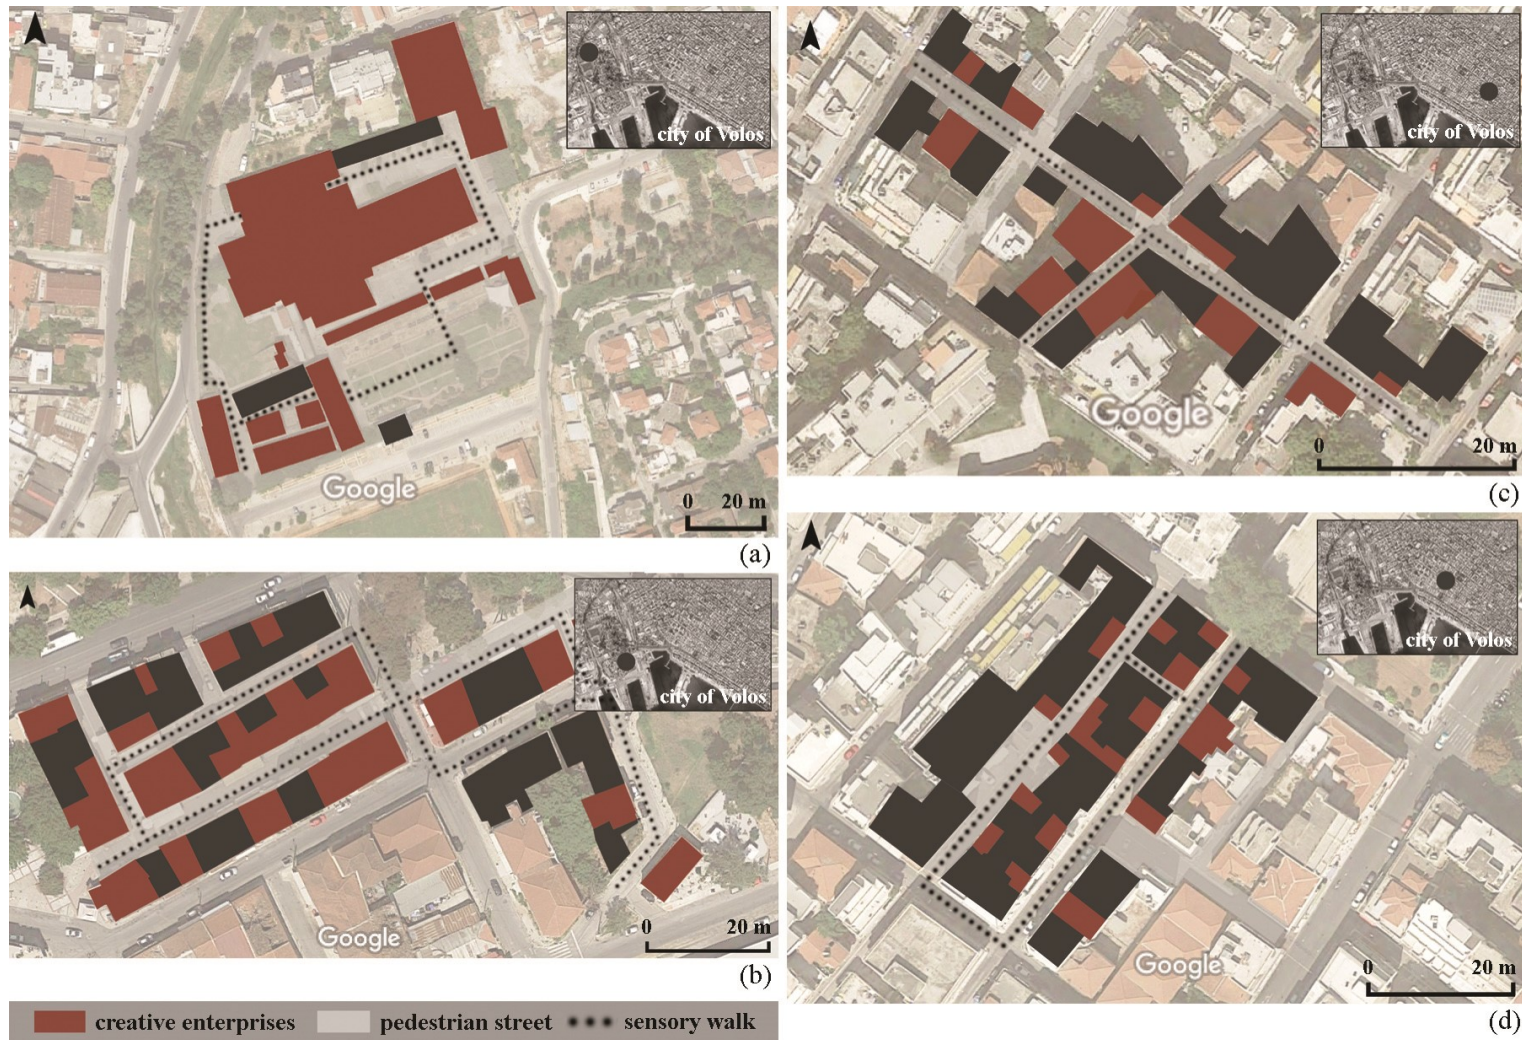 city of Volos
Google
0 20 m
(a)
city of Volos
Google
0 20 m
(b)
city of Volos
Google
0 20 m
(c)
city of Volos
Google
0 20 m
(d)
creative enterprises pedestrian street sensory walk